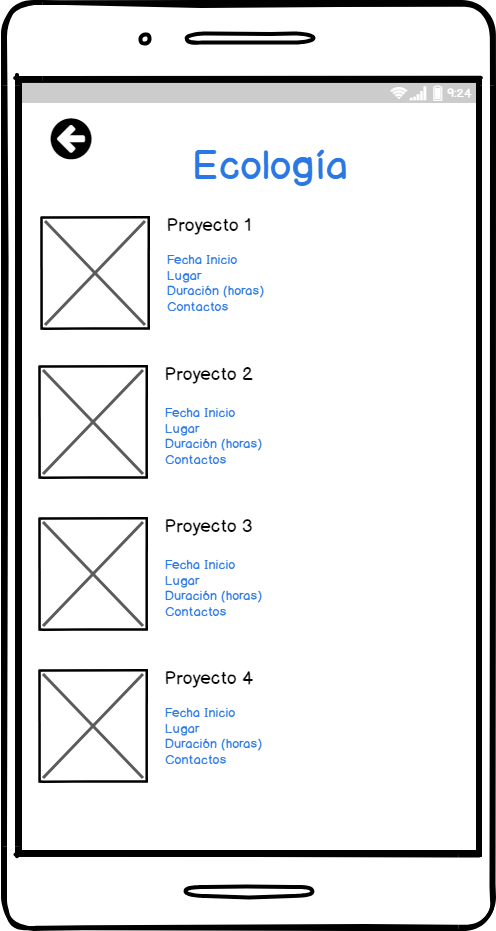 9:24
Ecología
Proyecto 1
Fecha Inicio
Lugar
Duración (horas)
Contactos
Proyecto 2
Fecha Inicio
Lugar
Duración (horas)
Contactos
Proyecto 3
Fecha Inicio
Lugar
Duración (horas)
Contactos
Proyecto 4
Fecha Inicio
Lugar
Duración (horas)
Contactos